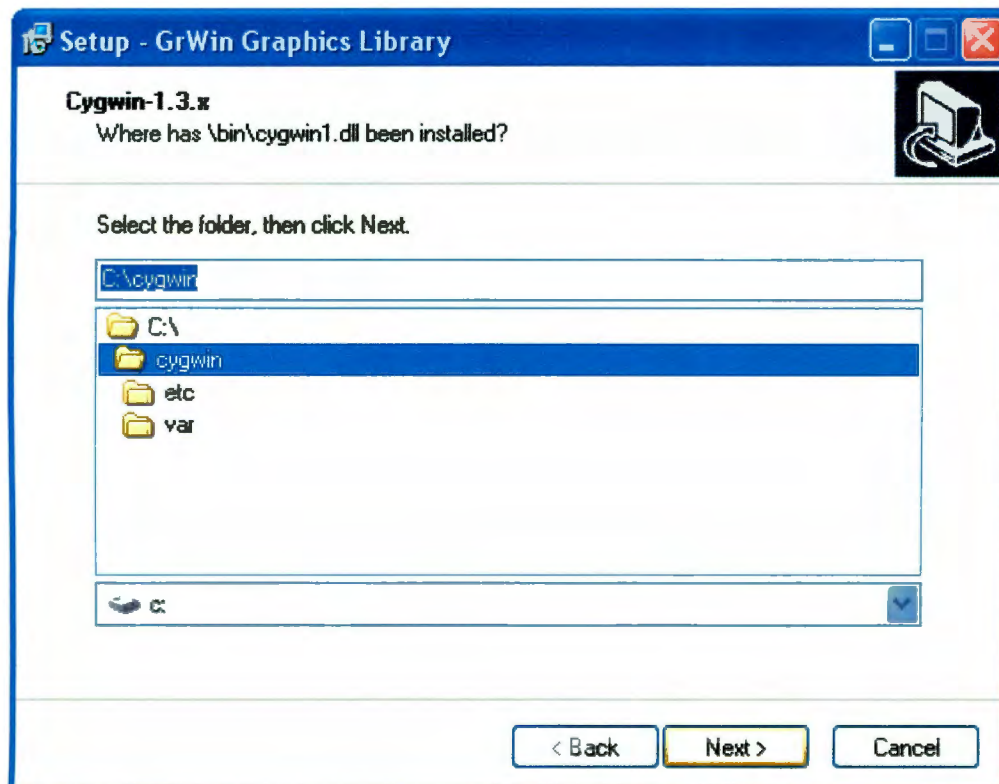 Setup - GrWin Graphics Library
Cygwin-1.3.x
Where has \bin\cygwin1.dll been installed?
Select the folder, then click Next.
C:\cygwin
C:\
cygwin
etc
var
c:
< Back Next > Cancel